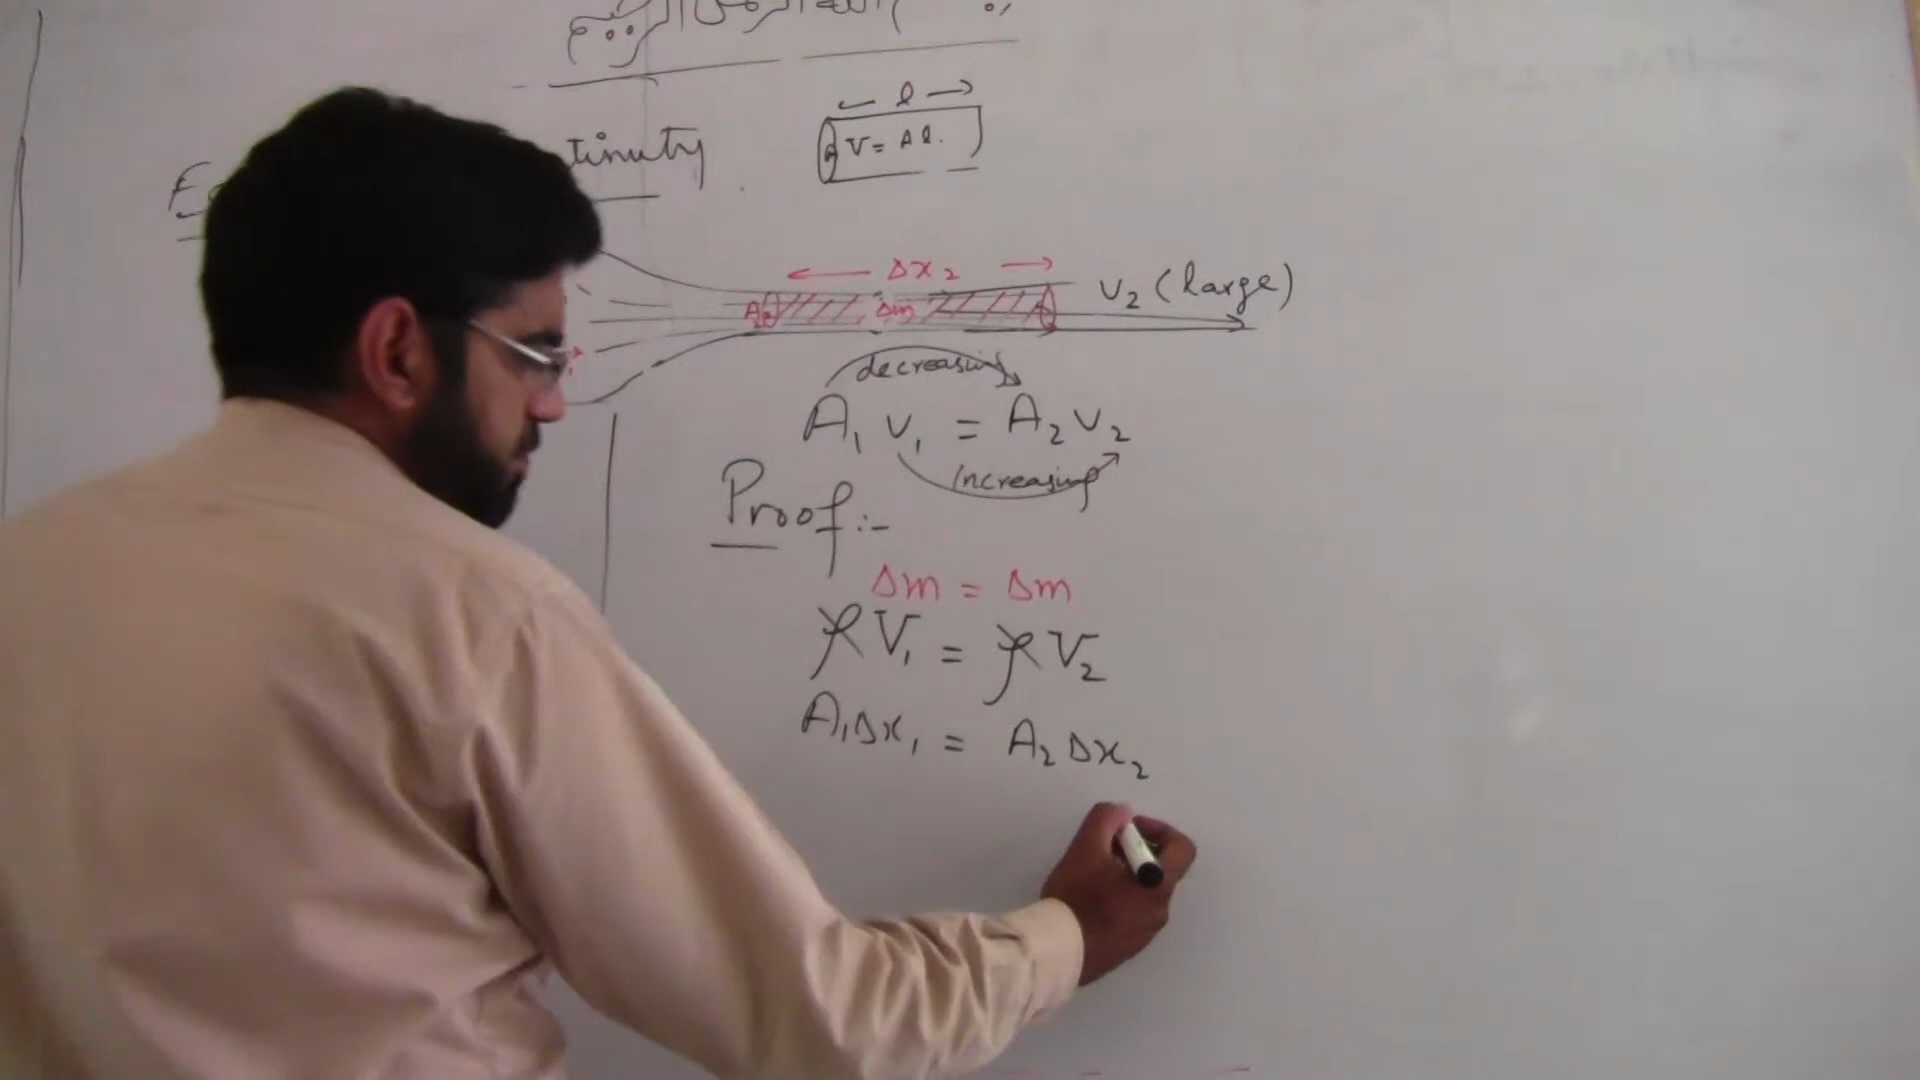 الرحمن الرحيم
tinuity
l
V = A l.
Δx₂
A₂ Δm
v₂ (large)
decreasing
A₁ v₁ = A₂ v₂
increasing
Proof :-
Δm = Δm
ρV₁ = ρV₂
A₁Δx₁ = A₂Δx₂